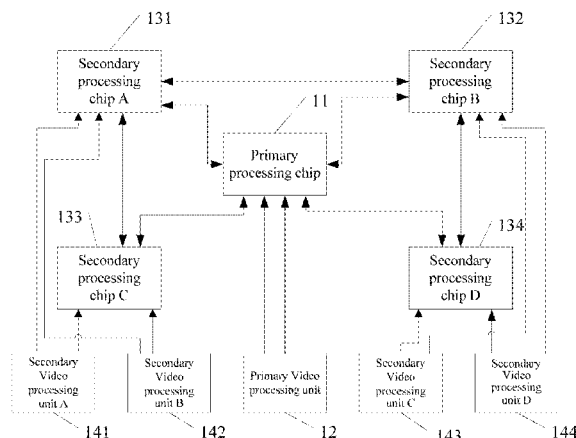 131
132
Secondary
processing
chip A
Secondary
processing
chip B
11
Primary
processing chip
133
134
Secondary
processing
chip C
Secondary
processing
chip D
Secondary
Video
processing
unit A
Secondary
Video
processing
unit B
Primary Video
processing unit
Secondary
Video
processing
unit C
Secondary
Video
processing
unit D
141
142
12
143
144